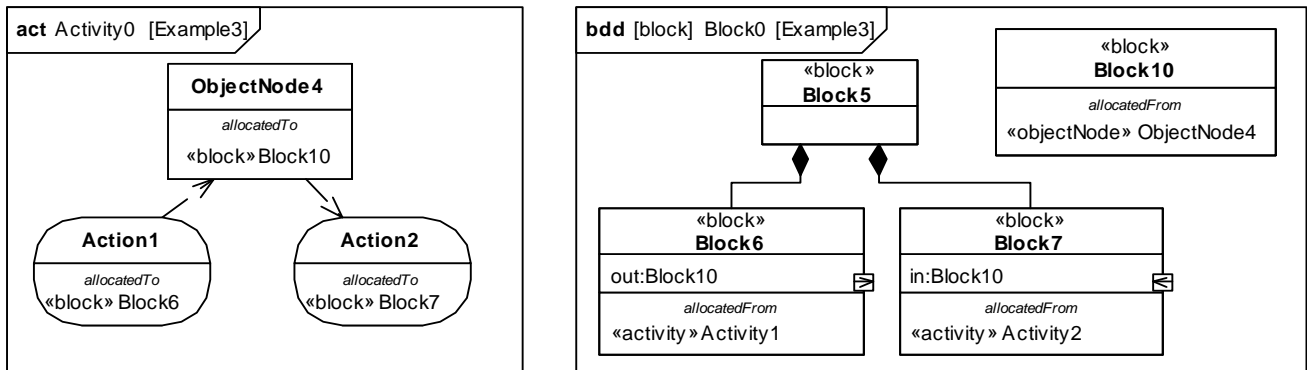 act Activity0 [Example3]
ObjectNode4
allocatedTo
«block» Block10
Action1
allocatedTo
«block» Block6
Action2
allocatedTo
«block» Block7
bdd [block] Block0 [Example3]
«block»
Block5
«block»
Block10
allocatedFrom
«objectNode» ObjectNode4
«block»
Block6
out:Block10
allocatedFrom
«activity» Activity1
«block»
Block7
in:Block10
allocatedFrom
«activity» Activity2